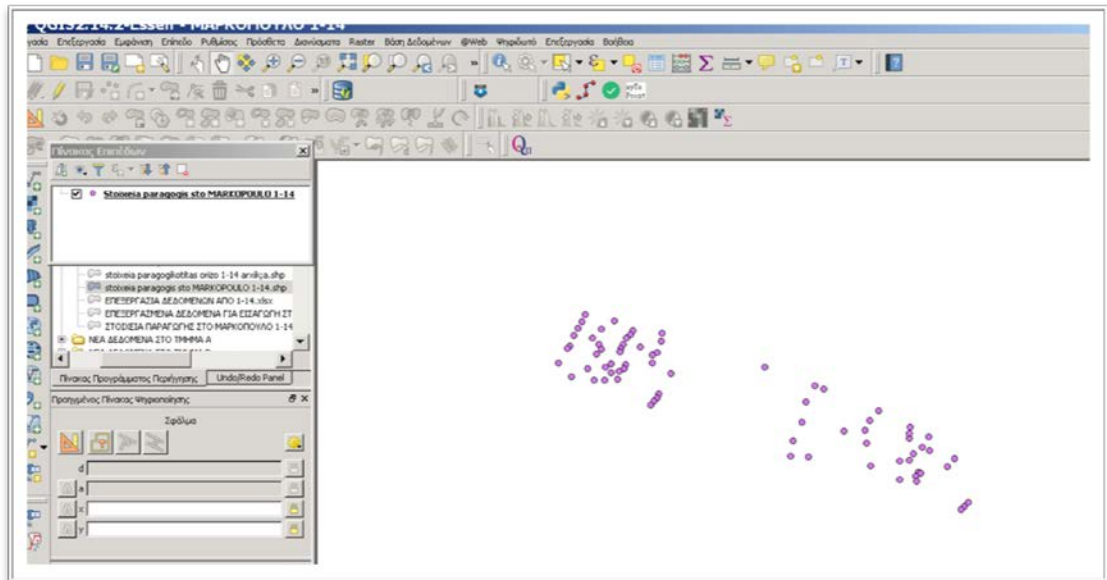 QGIS2.14.2-Essen - ΜΑΡΚΟΠΟΥΛΟ 1-14
γασία Επεξεργασία Εμφάνιση Επίπεδο Ρυθμίσεις Πρόσθετα Διανύσματα Raster Βάση Δεδομένων @Web Ψηφιδωτό Επεξεργασία Βοήθεια
Πίνακας Επιπέδων
Stoixeia paragogis sto MARKOPOULO 1-14
stoixeia paragogikotitas orizo 1-14 arxikça.shp
stoixeia paragogis sto MARKOPOULO 1-14.shp
ΕΠΕΞΕΡΓΑΣΙΑ ΔΕΔΟΜΕΝΩΝ ΑΠΟ 1-14.xlsx
ΕΠΕΞΕΡΓΑΣΜΕΝΑ ΔΕΔΟΜΕΝΑ ΓΙΑ ΕΙΣΑΓΩΓΗ ΣΤ
ΣΤΟΙΧΕΙΑ ΠΑΡΑΓΩΓΗΣ ΣΤΟ ΜΑΡΚΟΠΟΥΛΟ 1-14
ΝΕΑ ΔΕΔΟΜΕΝΑ ΣΤΟ ΤΜΗΜΑ Α
Πίνακας Προγράμματος Περιήγησης Undo/Redo Panel
Προηγμένος Πίνακας Ψηφιοποίησης
Σφάλμα
d
a
x
y